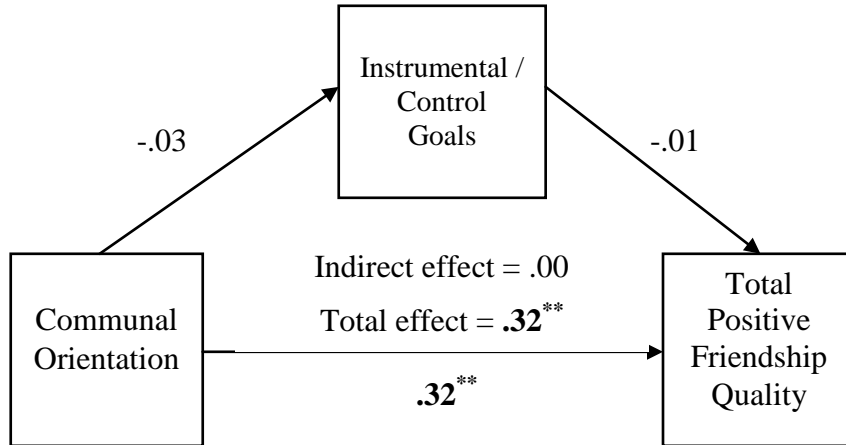 Instrumental /
Control
Goals
-.03
-.01
Indirect effect = .00
Total effect = .32**
Communal
Orientation
Total
Positive
Friendship
Quality
.32**